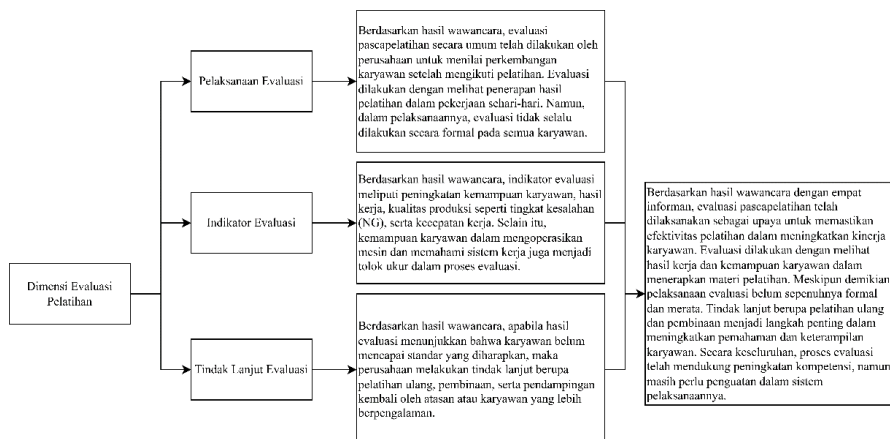 Dimensi Evaluasi
Pelatihan
Pelaksanaan Evaluasi
Berdasarkan hasil wawancara, evaluasi
pascapelatihan secara umum telah dilakukan oleh
perusahaan untuk menilai perkembangan
karyawan setelah mengikuti pelatihan. Evaluasi
dilakukan dengan melihat penerapan hasil
pelatihan dalam pekerjaan sehari-hari. Namun,
dalam pelaksanaannya, evaluasi tidak selalu
dilakukan secara formal pada semua karyawan.
Indikator Evaluasi
Berdasarkan hasil wawancara, indikator evaluasi
meliputi peningkatan kemampuan karyawan, hasil
kerja, kualitas produksi seperti tingkat kesalahan
(NG), serta kecepatan kerja. Selain itu,
kemampuan karyawan dalam mengoperasikan
mesin dan memahami sistem kerja juga menjadi
tolok ukur dalam proses evaluasi.
Tindak Lanjut Evaluasi
Berdasarkan hasil wawancara, apabila hasil
evaluasi menunjukkan bahwa karyawan belum
mencapai standar yang diharapkan, maka
perusahaan melakukan tindak lanjut berupa
pelatihan ulang, pembinaan, serta pendampingan
kembali oleh atasan atau karyawan yang lebih
berpengalaman.
Berdasarkan hasil wawancara dengan empat
informan, evaluasi pascapelatihan telah
dilaksanakan sebagai upaya untuk memastikan
efektivitas pelatihan dalam meningkatkan kinerja
karyawan. Evaluasi dilakukan dengan melihat
hasil kerja dan kemampuan karyawan dalam
menerapkan materi pelatihan. Meskipun demikian
pelaksanaan evaluasi belum sepenuhnya formal
dan merata. Tindak lanjut berupa pelatihan ulang
dan pembinaan menjadi langkah penting dalam
meningkatkan pemahaman dan keterampilan
karyawan. Secara keseluruhan, proses evaluasi
telah mendukung peningkatan kompetensi, namun
masih perlu penguatan dalam sistem
pelaksanaannya.